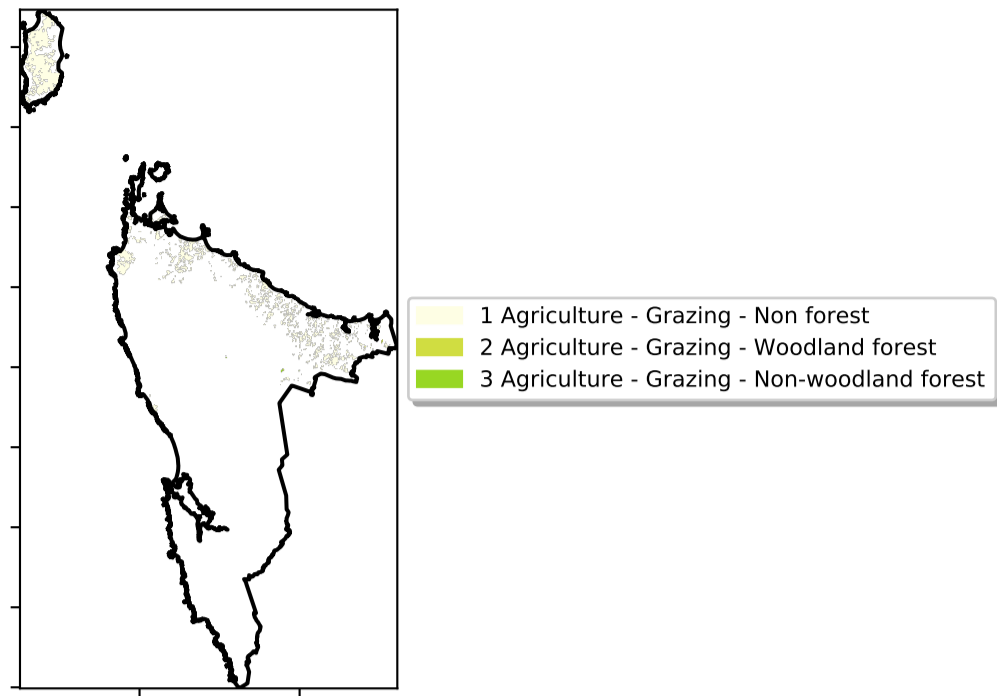 1 Agriculture - Grazing - Non forest
2 Agriculture - Grazing - Woodland forest
3 Agriculture - Grazing - Non-woodland forest